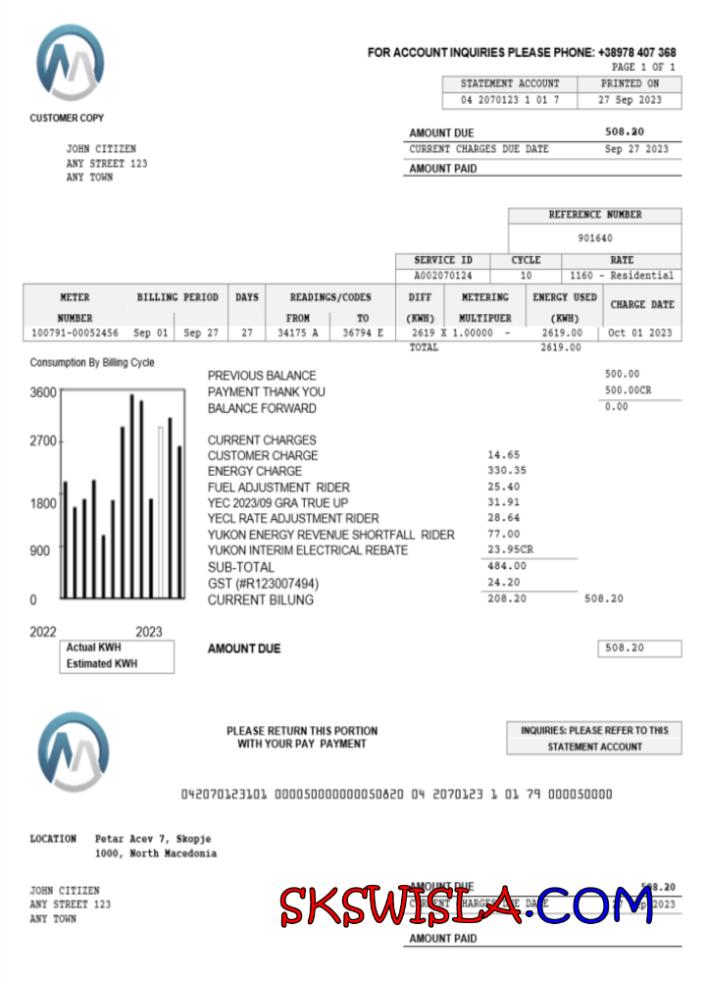 FOR ACCOUNT INQUIRIES PLEASE PHONE: +38978 407 368
PAGE 1 OF 1
STATEMENT ACCOUNT PRINTED ON
04 2070123 1 01 7 27 Sep 2023
CUSTOMER COPY
AMOUNT DUE 508.20
JOHN CITIZEN
ANY STREET 123
ANY TOWN
CURRENT CHARGES DUE DATE Sep 27 2023
AMOUNT PAID
REFERENCE NUMBER
901640
SERVICE ID CYCLE RATE
A002070124 10 1160 - Residential
METER BILLING PERIOD DAYS READINGS/CODES DIFF METERING ENERGY USED CHARGE DATE
NUMBER FROM TO (KWH) MULTIPUER (KWH)
100791-00052456 Sep 01 Sep 27 27 34175 A 36794 E 2619 X 1.00000 - 2619.00 Oct 01 2023
TOTAL 2619.00
Consumption By Billing Cycle
3600
2700
1800
900
0
2022 2023
Actual KWH
Estimated KWH
PREVIOUS BALANCE 500.00
PAYMENT THANK YOU 500.00CR
BALANCE FORWARD 0.00
CURRENT CHARGES
CUSTOMER CHARGE 14.65
ENERGY CHARGE 330.35
FUEL ADJUSTMENT RIDER 25.40
YEC 2023/09 GRA TRUE UP 31.91
YECL RATE ADJUSTMENT RIDER 28.64
YUKON ENERGY REVENUE SHORTFALL RIDER 77.00
YUKON INTERIM ELECTRICAL REBATE 23.95CR
SUB-TOTAL 484.00
GST (#R123007494) 24.20
CURRENT BILUNG 208.20 508.20
AMOUNT DUE 508.20
PLEASE RETURN THIS PORTION
WITH YOUR PAY PAYMENT
INQUIRIES: PLEASE REFER TO THIS
STATEMENT ACCOUNT
042070123101 000050000000050820 04 2070123 1 01 79 000050000
LOCATION Petar Acev 7, Skopje
1000, North Macedonia
JOHN CITIZEN
ANY STREET 123
ANY TOWN
AMOUNT DUE 508.20
CURRENT CHARGES DUE DATE 27 Sep 2023
SKSWISLA.COM
AMOUNT PAID